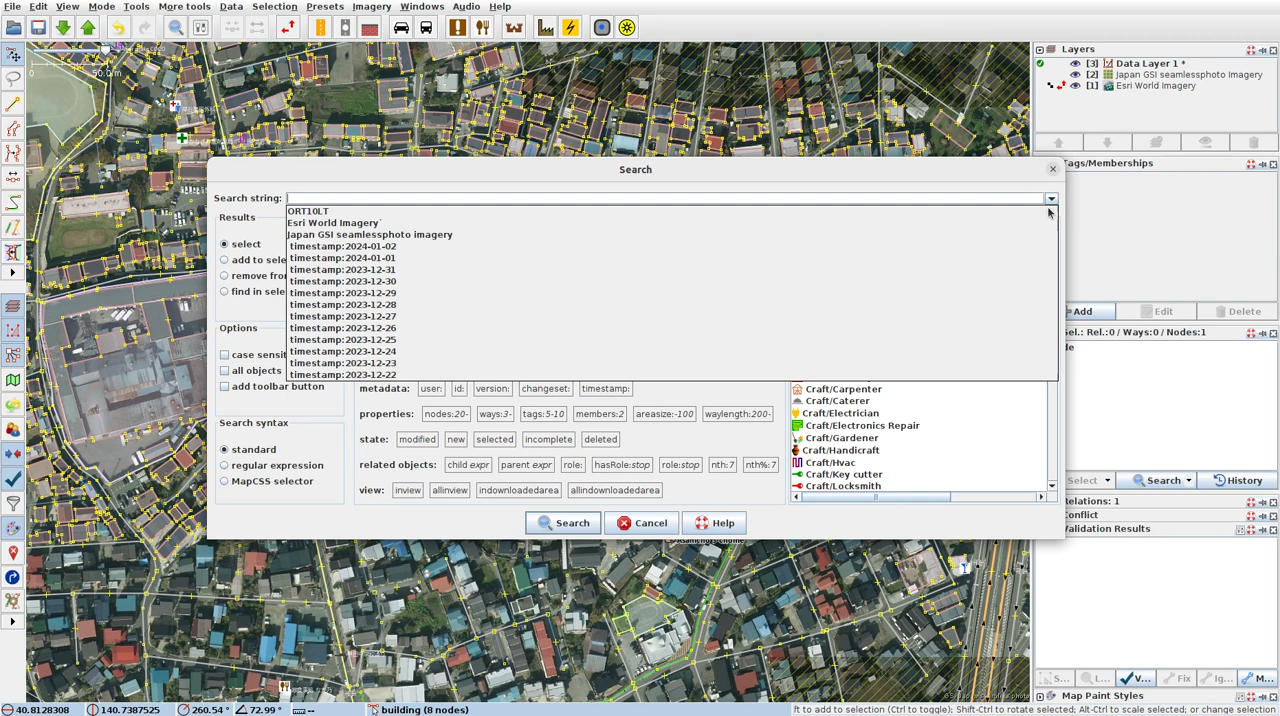 File Edit View Mode Tools More tools Data Selection Presets Imagery Windows Audio Help
0 50.0 m
Layers
[3] Data Layer 1 *
[2] Japan GSI seamlessphoto Imagery
[1] Esri World Imagery
Search
Search string:
ORT10LT
Esri World Imagery`
Japan GSI seamlessphoto imagery
timestamp:2024-01-02
timestamp:2024-01-01
timestamp:2023-12-31
timestamp:2023-12-30
timestamp:2023-12-29
timestamp:2023-12-28
timestamp:2023-12-27
timestamp:2023-12-26
timestamp:2023-12-25
timestamp:2023-12-24
timestamp:2023-12-23
timestamp:2023-12-22
Results
select
add to sele
remove fro
find in sele
Options
case sensit
all objects
add toolbar button
Search syntax
standard
regular expression
MapCSS selector
metadata: user: id: version: changeset: timestamp:
properties: nodes:20- ways:3- tags:5-10 members:2 areasize:-100 waylength:200-
state: modified new selected incomplete deleted
related objects: child expr parent expr role: hasRole:stop role:stop nth:7 nth%:7
view: inview allinview indownloadedarea allindownloadedarea
Craft/Carpenter
Craft/Caterer
Craft/Electrician
Craft/Electronics Repair
Craft/Gardener
Craft/Handicraft
Craft/Hvac
Craft/Key cutter
Craft/Locksmith
Search Cancel Help
Tags/Memberships
Add Edit Delete
Sel.: Rel.:0 / Ways:0 / Nodes:1
de
Select Search History
Relations: 1
Conflict
Validation Results
S... L... V... Fix Ig... M...
Map Paint Styles
40.8128308 140.7387525 260.54 ° 72.99 ° -- building (8 nodes) ft to add to selection (Ctrl to toggle); Shift-Ctrl to rotate selected; Alt-Ctrl to scale selected; or change selection